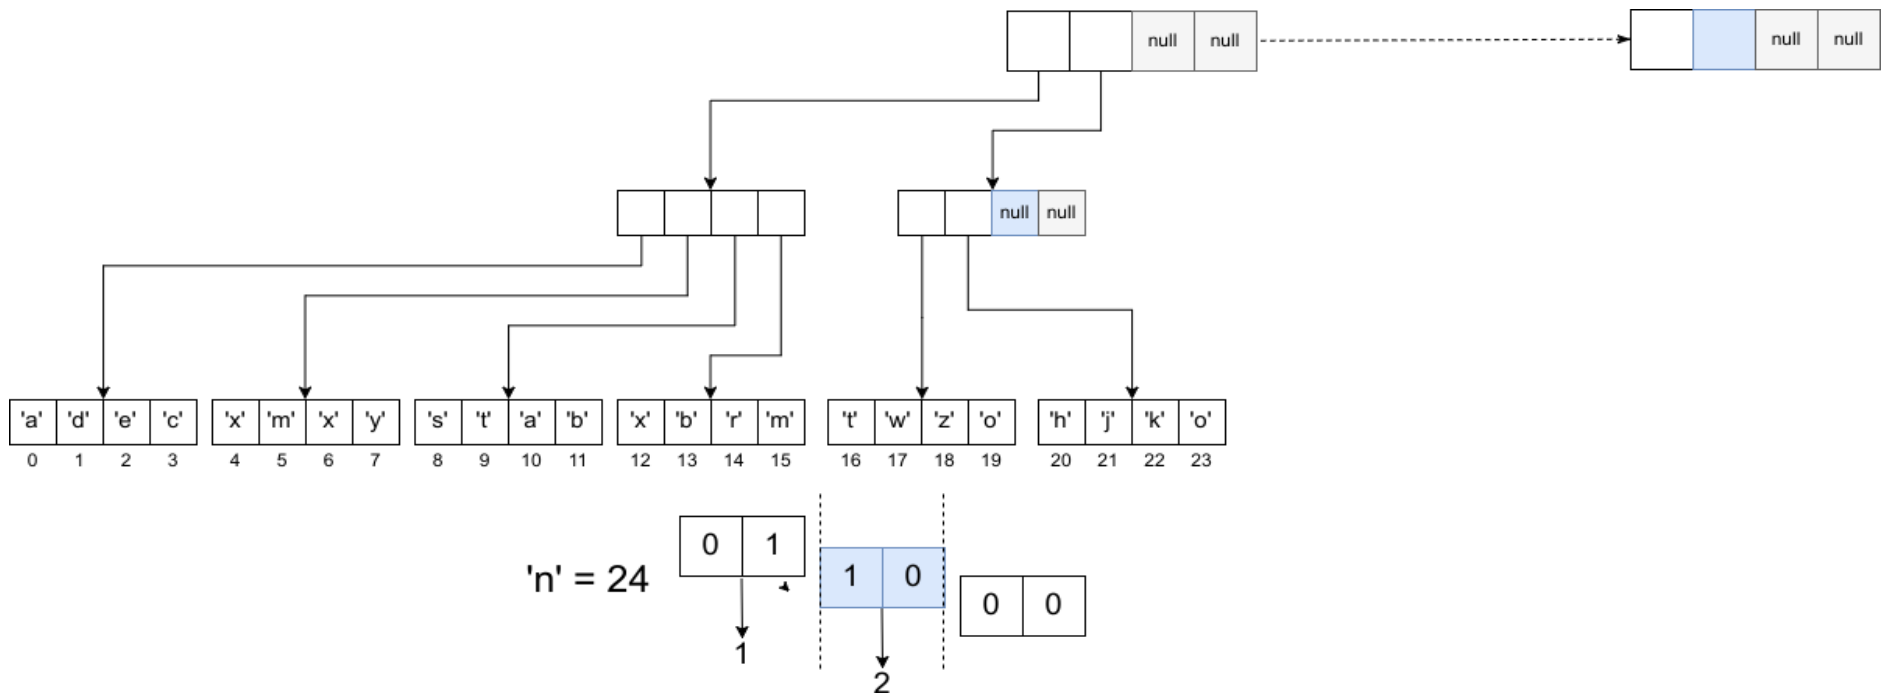 null null null null
null null
'a' 'd' 'e' 'c' 'x' 'm' 'x' 'y' 's' 't' 'a' 'b' 'x' 'b' 'r' 'm' 't' 'w' 'z' 'o' 'h' 'j' 'k' 'o'
0 1 2 3 4 5 6 7 8 9 10 11 12 13 14 15 16 17 18 19 20 21 22 23
'n' = 24 0 1 1 0 0 0
1
2